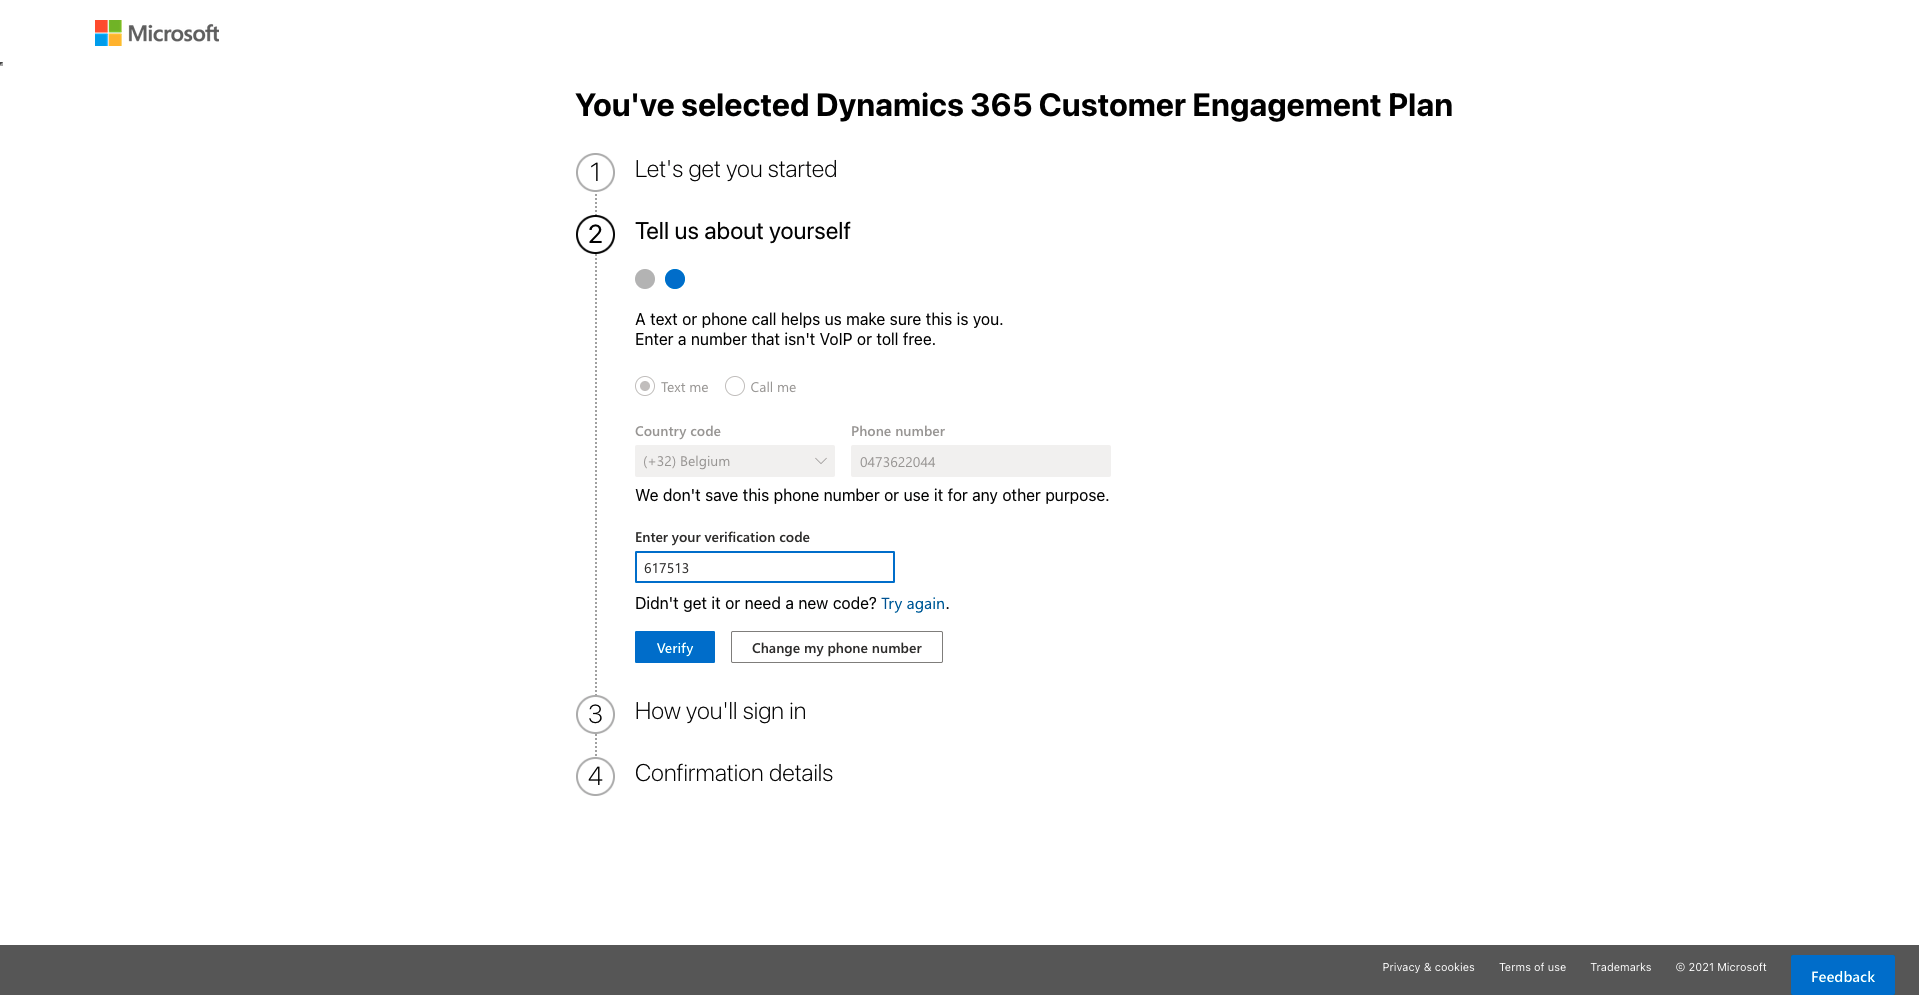 Microsoft
You've selected Dynamics 365 Customer Engagement Plan
1 Let's get you started
2 Tell us about yourself
A text or phone call helps us make sure this is you.
Enter a number that isn't VoIP or toll free.
Text me Call me
Country code Phone number
(+32) Belgium 0473622044
We don't save this phone number or use it for any other purpose.
Enter your verification code
617513
Didn't get it or need a new code? Try again.
Verify Change my phone number
3 How you'll sign in
4 Confirmation details
Privacy & cookies Terms of use Trademarks © 2021 Microsoft Feedback